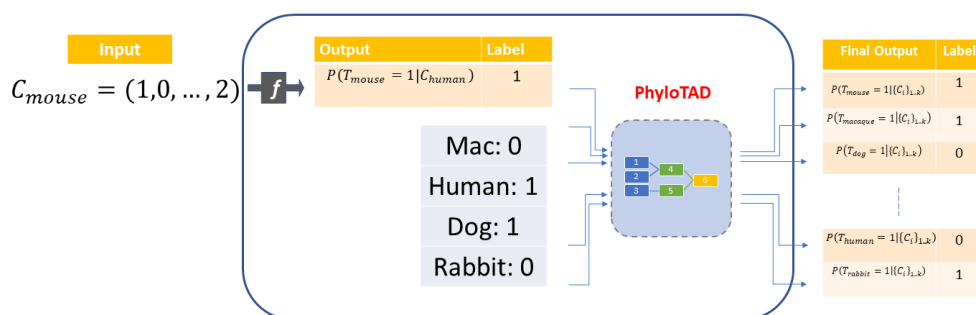 Input
C_mouse = (1,0, … , 2)
f
Output Label
P(T_mouse = 1|C_human) 1
Mac: 0
Human: 1
Dog: 1
Rabbit: 0
PhyloTAD
1
2
3
4
5
6
Final Output Label
P(T_mouse = 1|{C_i}_1..k) 1
P(T_macaque = 1|{C_i}_1..k) 1
P(T_dog = 1|{C_i}_1..k) 0
P(T_human = 1|{C_i}_1..k) 0
P(T_rabbit = 1|{C_i}_1..k) 1